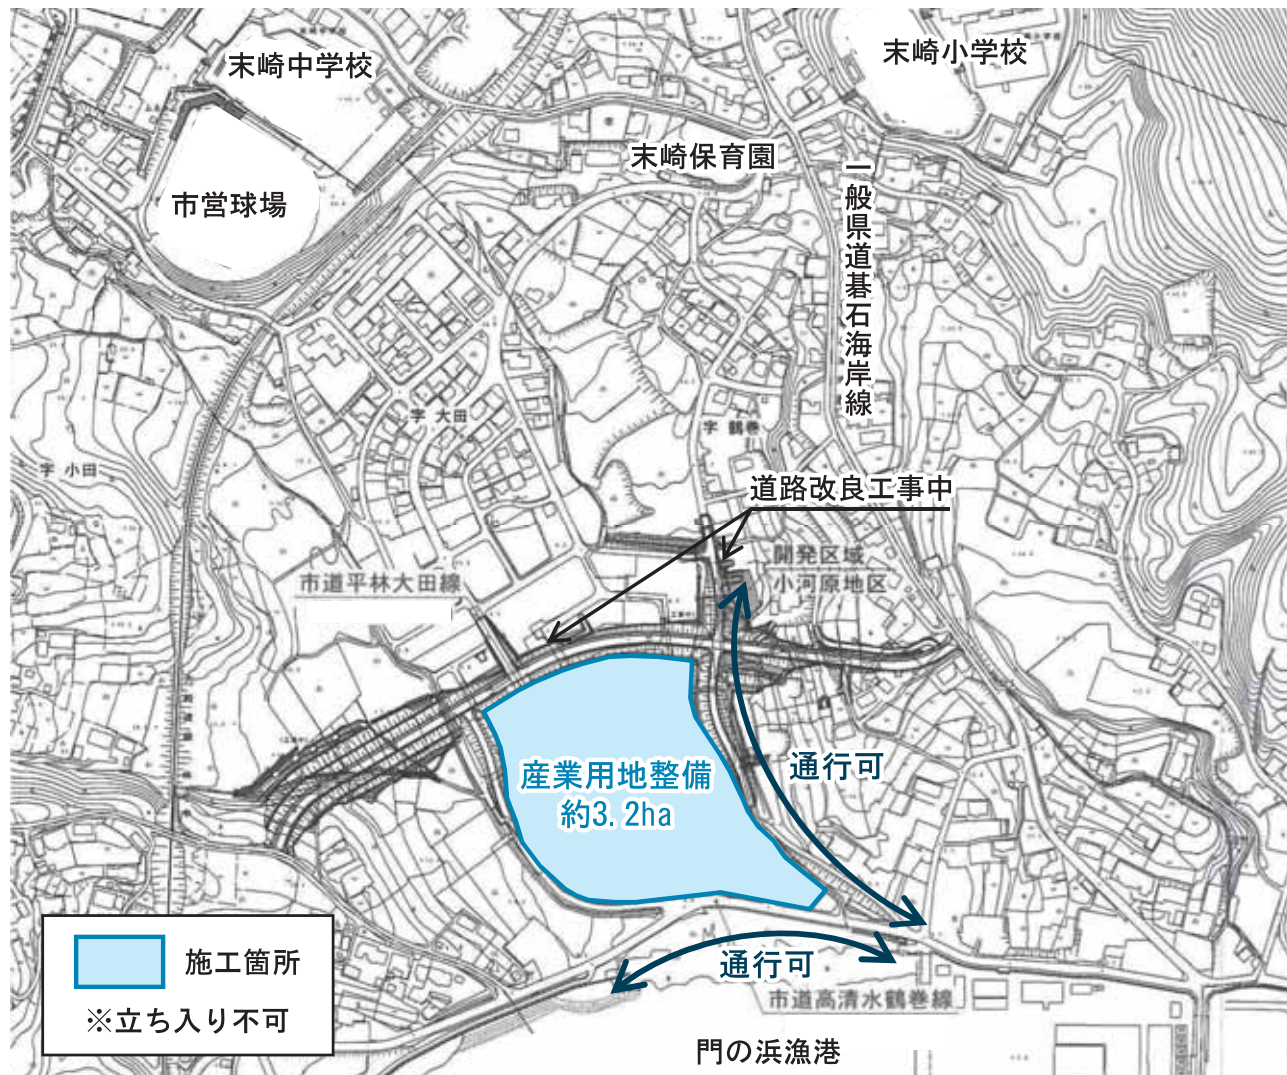 末崎中学校
末崎小学校
末崎保育園
市営球場
一般県道碁石海岸線
字 大田
字 鶴巻
字 小田
道路改良工事中
開発区域
小河原地区
市道平林大田線
産業用地整備
約3.2ha
通行可
通行可
市道高清水鶴巻線
門の浜漁港
施工箇所
※立ち入り不可